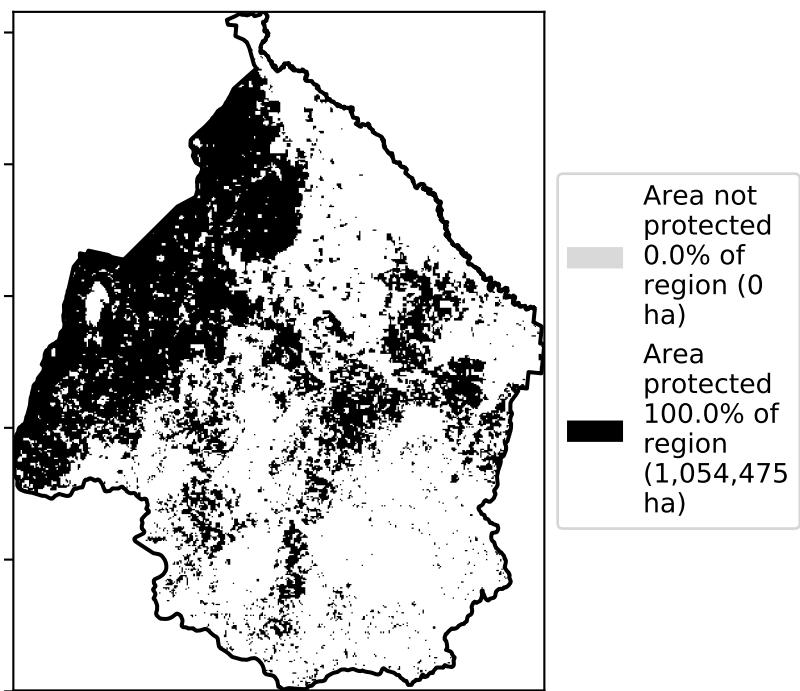 Area not
protected
0.0% of
region (0
ha)
Area
protected
100.0% of
region
(1,054,475
ha)